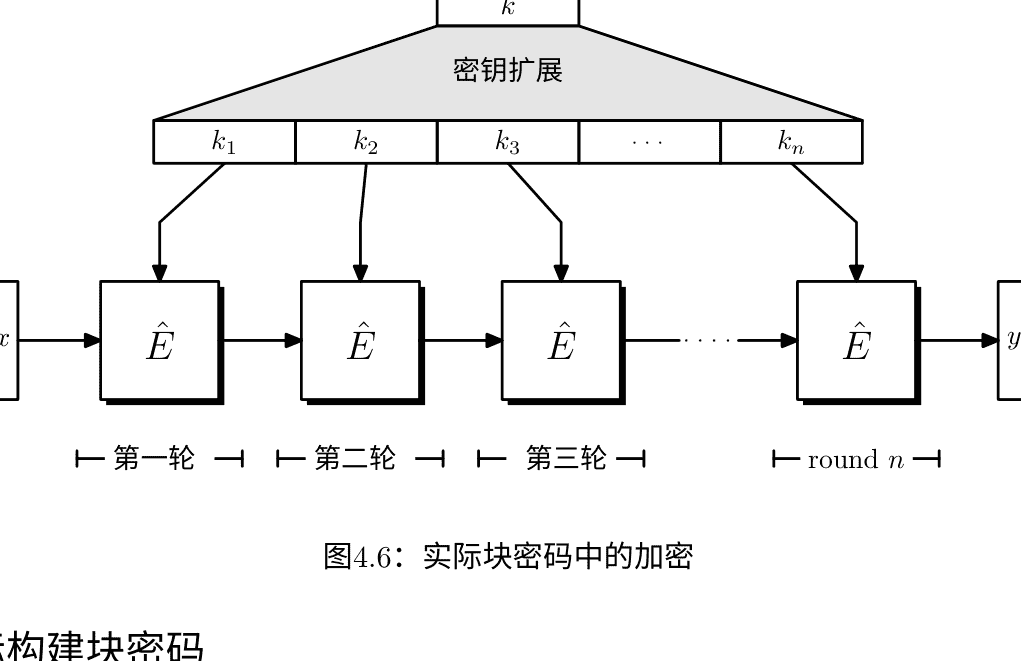 k
密钥扩展
k₁ k₂ k₃ ··· kₙ
x Ê Ê Ê ···· Ê y
第一轮 第二轮 第三轮 round n
图4.6：实际块密码中的加密
构建块密码